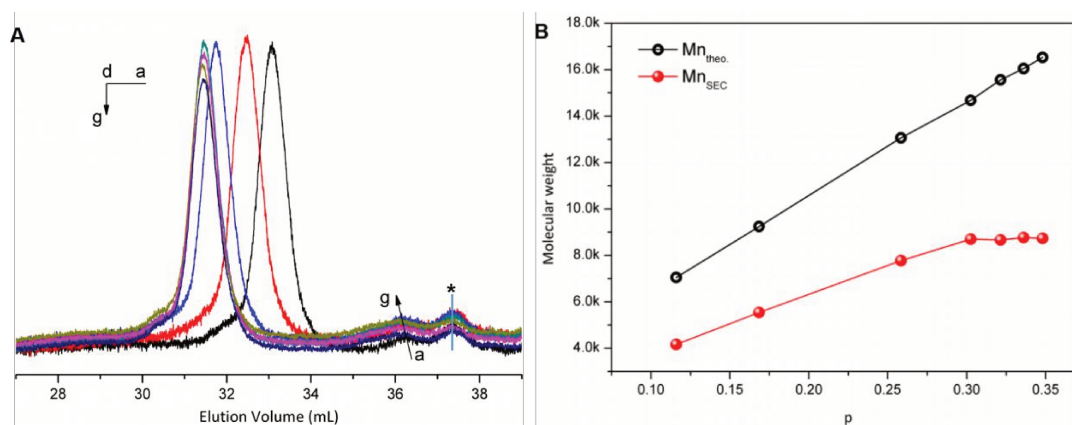 A
d a
g
g
a
*
28 30 32 34 36 38
Elution Volume (mL)
B
18.0k
16.0k
14.0k
12.0k
10.0k
8.0k
6.0k
4.0k
Molecular weight
Mntheo.
MnSEC
0.10 0.15 0.20 0.25 0.30 0.35
p